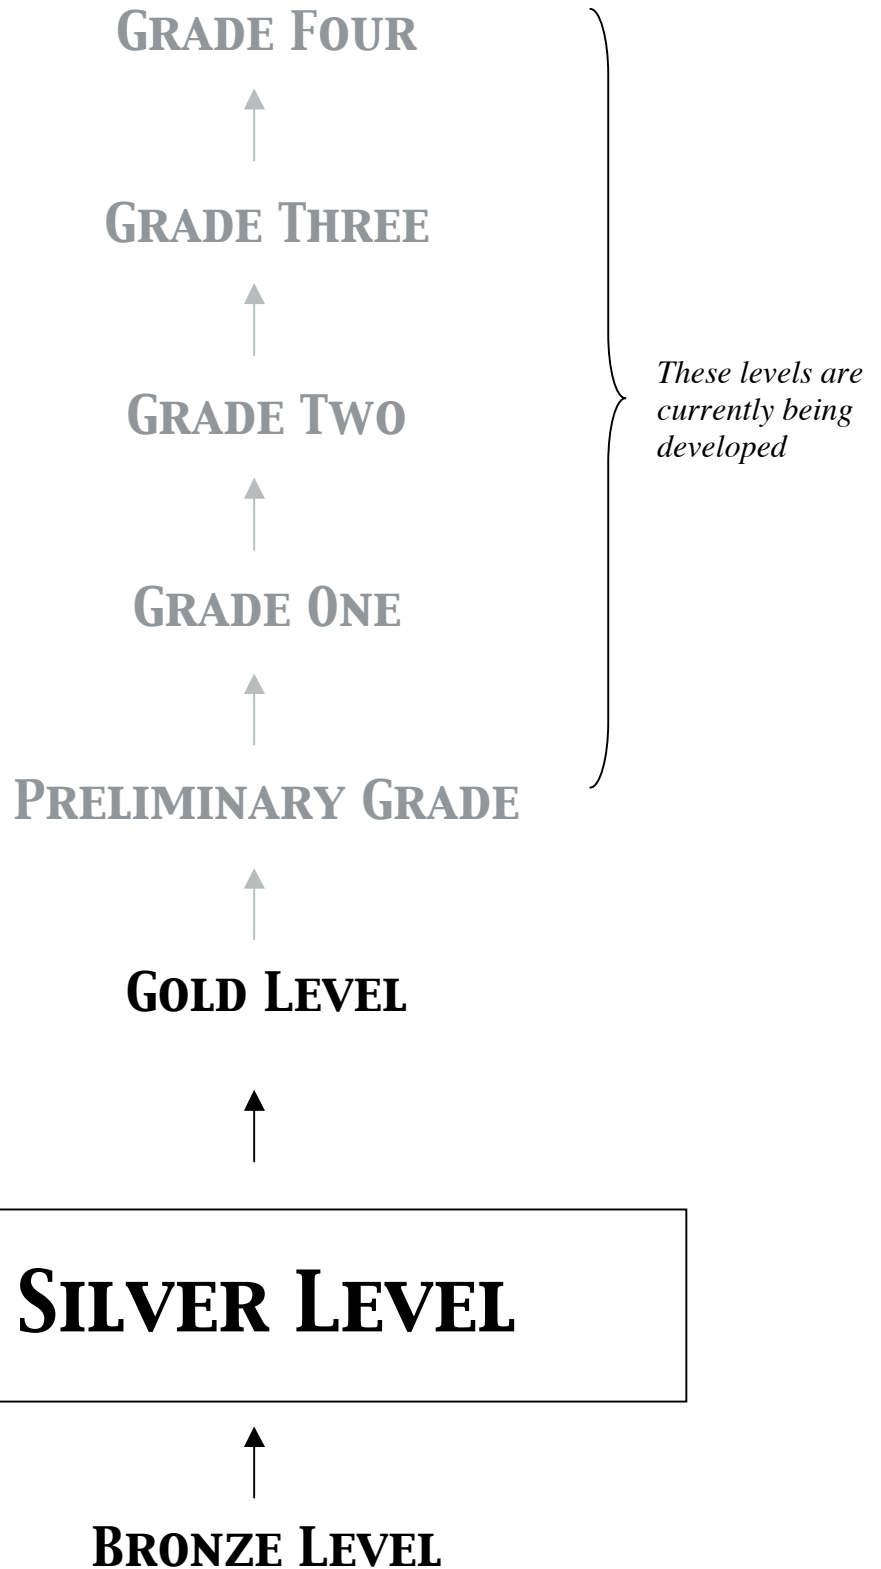 GRADE FOUR
GRADE THREE
These levels are
currently being
developed
GRADE TWO
GRADE ONE
PRELIMINARY GRADE
GOLD LEVEL
SILVER LEVEL
BRONZE LEVEL